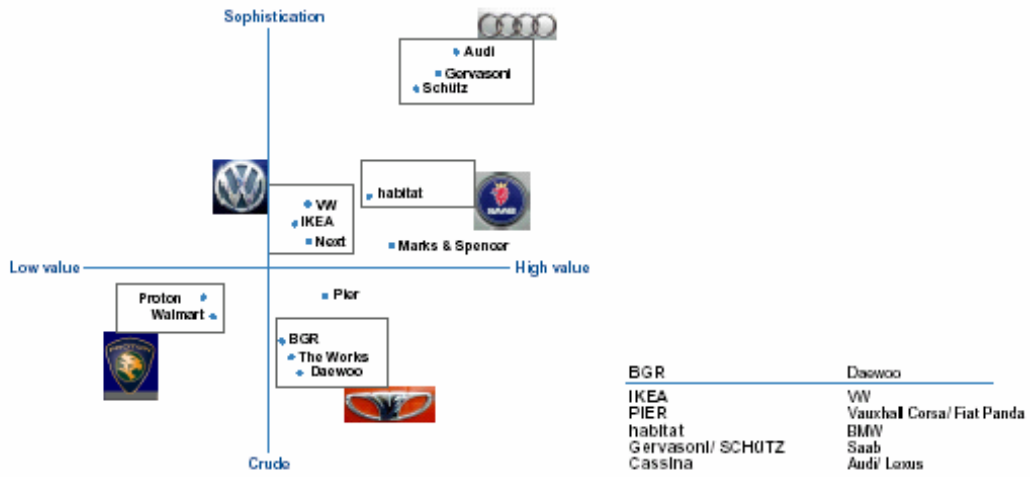 Sophistication
Audi
Gervasoni
Schütz
habitat
VW
IKEA
Next
SAAB
Marks & Spencer
Low value
High value
Proton
Walmart
Pier
PROTON
BGR
The Works
Daewoo
Crude
BGR Daewoo
IKEA VW
PIER Vauxhall Corsa/ Fiat Panda
habitat BMW
Gervasoni/ SCHÜTZ Saab
Cassina Audi/ Lexus